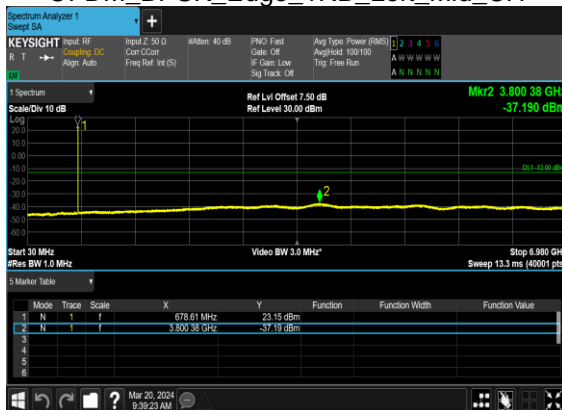 Spectrum Analyzer 1
Swept SA
+
KEYSIGHT Input: RF
R T Coupling: DC
Align: Auto
Input Z: 50 Ω
Corr CCorr
Freq Ref: Int (S)
#Atten: 40 dB
PNO: Fast
Gate: Off
IF Gain: Low
Sig Track: Off
Avg Type: Power (RMS)
Avg|Hold: 100/100
Trig: Free Run
1 2 3 4 5 6
A W W W W W
A N N N N N
1 Spectrum
Scale/Div 10 dB
Ref Lvl Offset 7.50 dB
Ref Level 30.00 dBm
Mkr2 3.800 38 GHz
-37.190 dBm
Log
20.0
10.0
0.00
-10.0
-20.0
-30.0
-40.0
-50.0
-60.0
1
2
DL1 -13.00 dBm
Start 30 MHz
#Res BW 1.0 MHz
Video BW 3.0 MHz*
Stop 6.980 GHz
Sweep 13.3 ms (40001 pts)
5 Marker Table
Mode Trace Scale X Y Function Function Width Function Value
1 N 1 f 678.61 MHz 23.15 dBm
2 N 1 f 3.800 38 GHz -37.19 dBm
3
4
5
6
? Mar 20, 2024
9:39:23 AM